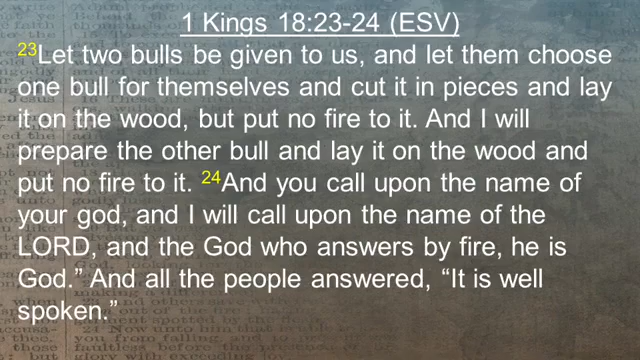 1 Kings 18:23-24 (ESV)
23Let two bulls be given to us, and let them choose
one bull for themselves and cut it in pieces and lay
it on the wood, but put no fire to it. And I will
prepare the other bull and lay it on the wood and
put no fire to it. 24And you call upon the name of
your god, and I will call upon the name of the
LORD, and the God who answers by fire, he is
God.” And all the people answered, “It is well
spoken.”